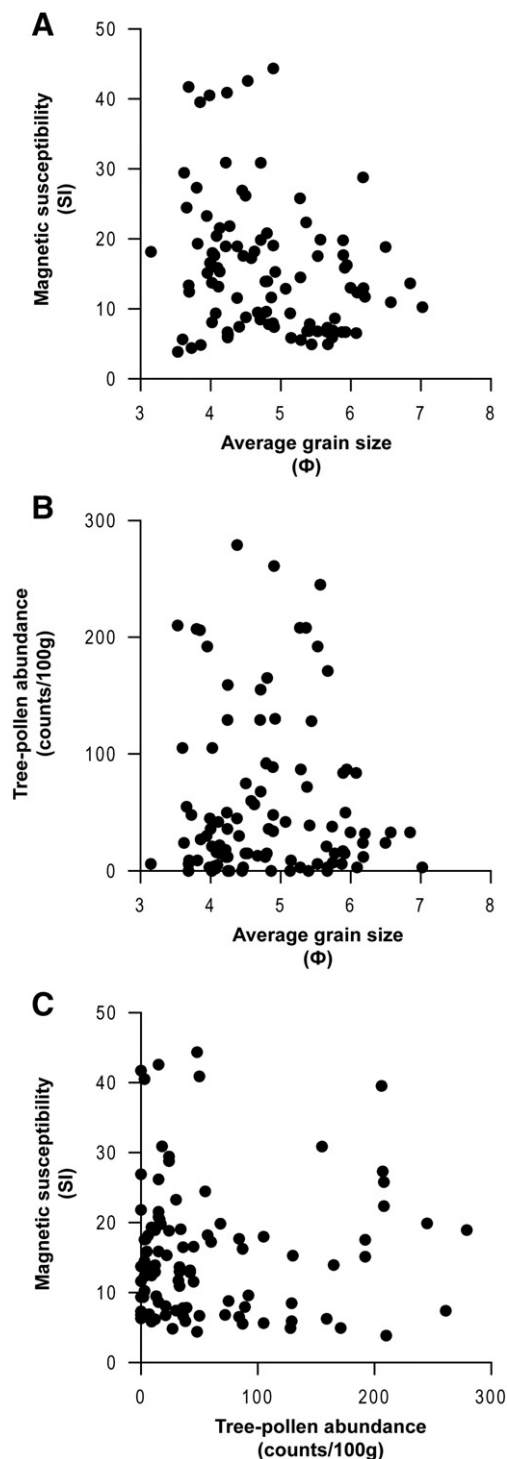 A
50
40
30
20
10
0
Magnetic susceptibility
(SI)
3 4 5 6 7 8
Average grain size
(Φ)
B
300
200
100
0
Tree-pollen abundance
(counts/100g)
3 4 5 6 7 8
Average grain size
(Φ)
C
50
40
30
20
10
0
Magnetic susceptibility
(SI)
0 100 200 300
Tree-pollen abundance
(counts/100g)